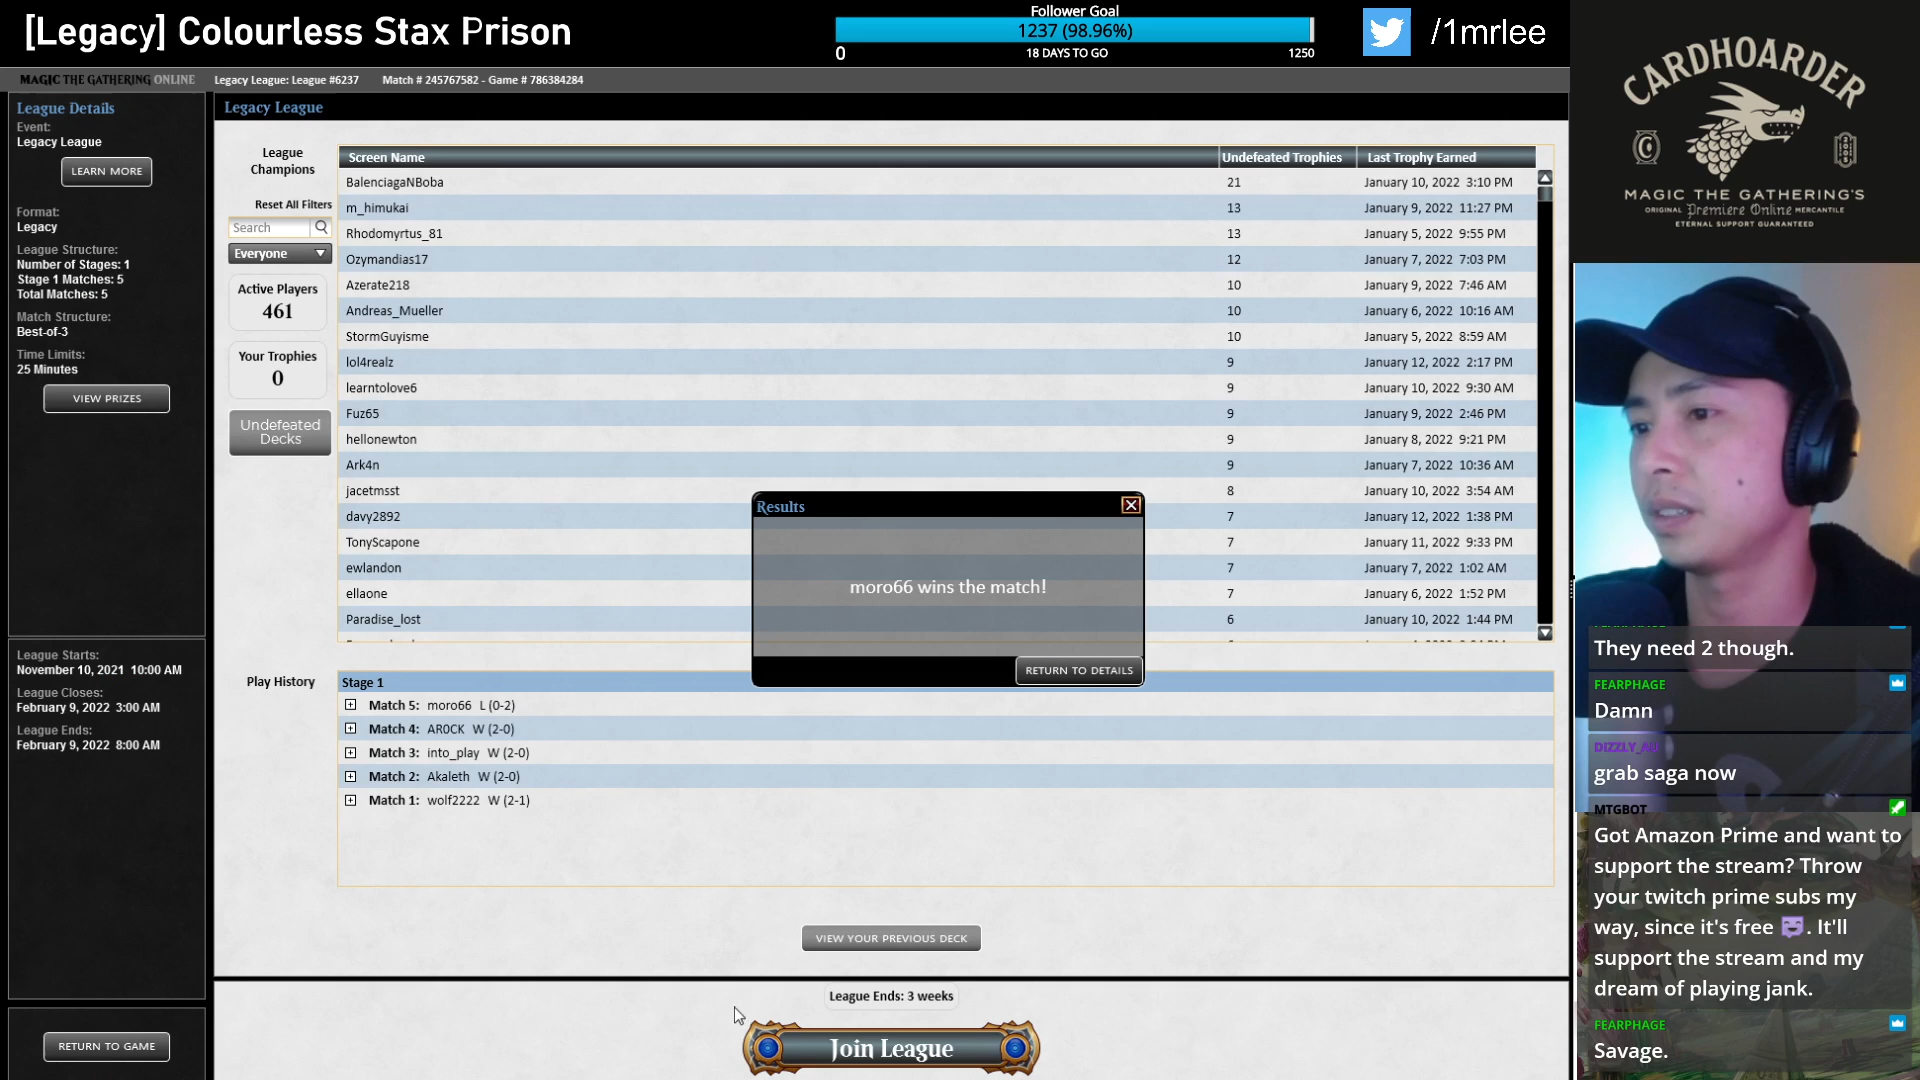 [Legacy] Colourless Stax Prison
Follower Goal
1237 (98.96%)
0
18 DAYS TO GO
1250
/1mrlee
MAGIC THE GATHERING ONLINE
Legacy League: League #6237
Match # 245767582 - Game # 786384284
League Details
Event:
Legacy League
LEARN MORE
Format:
Legacy
League Structure:
Number of Stages: 1
Stage 1 Matches: 5
Total Matches: 5
Match Structure:
Best-of-3
Time Limits:
25 Minutes
VIEW PRIZES
League Starts:
November 10, 2021 10:00 AM
League Closes:
February 9, 2022 3:00 AM
League Ends:
February 9, 2022 8:00 AM
RETURN TO GAME
Legacy League
League
Champions
Reset All Filters
Search
Everyone
Active Players
461
Your Trophies
0
Undefeated
Decks
Screen Name Undefeated Trophies Last Trophy Earned
BalenciagaNBoba 21 January 10, 2022 3:10 PM
m_himukai 13 January 9, 2022 11:27 PM
Rhodomyrtus_81 13 January 5, 2022 9:55 PM
Ozymandias17 12 January 7, 2022 7:03 PM
Azerate218 10 January 9, 2022 7:46 AM
Andreas_Mueller 10 January 6, 2022 10:16 AM
StormGuyisme 10 January 5, 2022 8:59 AM
lol4realz 9 January 12, 2022 2:17 PM
learntolove6 9 January 10, 2022 9:30 AM
Fuz65 9 January 9, 2022 2:46 PM
hellonewton 9 January 8, 2022 9:21 PM
Ark4n 9 January 7, 2022 10:36 AM
jacetmsst 8 January 10, 2022 3:54 AM
davy2892 7 January 12, 2022 1:38 PM
TonyScapone 7 January 11, 2022 9:33 PM
ewlandon 7 January 7, 2022 1:02 AM
ellaone 7 January 6, 2022 1:52 PM
Paradise_lost 6 January 10, 2022 1:44 PM
Results
moro66 wins the match!
RETURN TO DETAILS
Play History
Stage 1
Match 5: moro66 L (0-2)
Match 4: AR0CK W (2-0)
Match 3: into_play W (2-0)
Match 2: Akaleth W (2-0)
Match 1: wolf2222 W (2-1)
VIEW YOUR PREVIOUS DECK
League Ends: 3 weeks
Join League
CARDHOARDER
MAGIC THE GATHERING'S
ORIGINAL Premiere Online MERCANTILE
ETERNAL SUPPORT GUARANTEED
They need 2 though.
FEARPHAGE
Damn
grab saga now
MTGBOT
Got Amazon Prime and want to
support the stream? Throw
your twitch prime subs my
way, since it's free . It'll
support the stream and my
dream of playing jank.
FEARPHAGE
Savage.